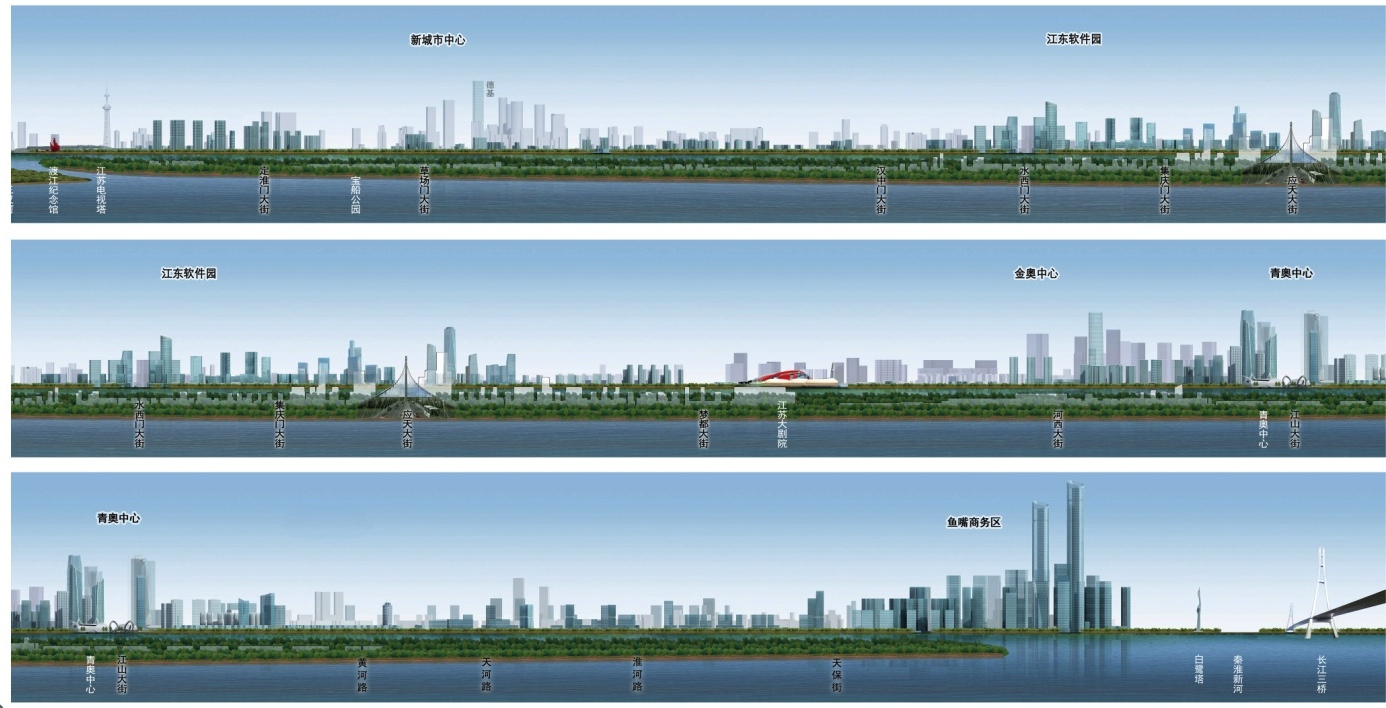 新城市中心
江东软件园
德基
渡江纪念馆
江苏电视塔
定淮门大街
宝船公园
草场门大街
汉中门大街
水西门大街
集庆门大街
应天大街
江东软件园
金奥中心
青奥中心
水西门大街
集庆门大街
应天大街
梦都大街
江苏大剧院
河西大街
青奥中心
江山大街
青奥中心
鱼嘴商务区
青奥中心
江山大街
黄河路
天河路
淮河路
天保街
白鹭塔
秦淮新河
长江三桥